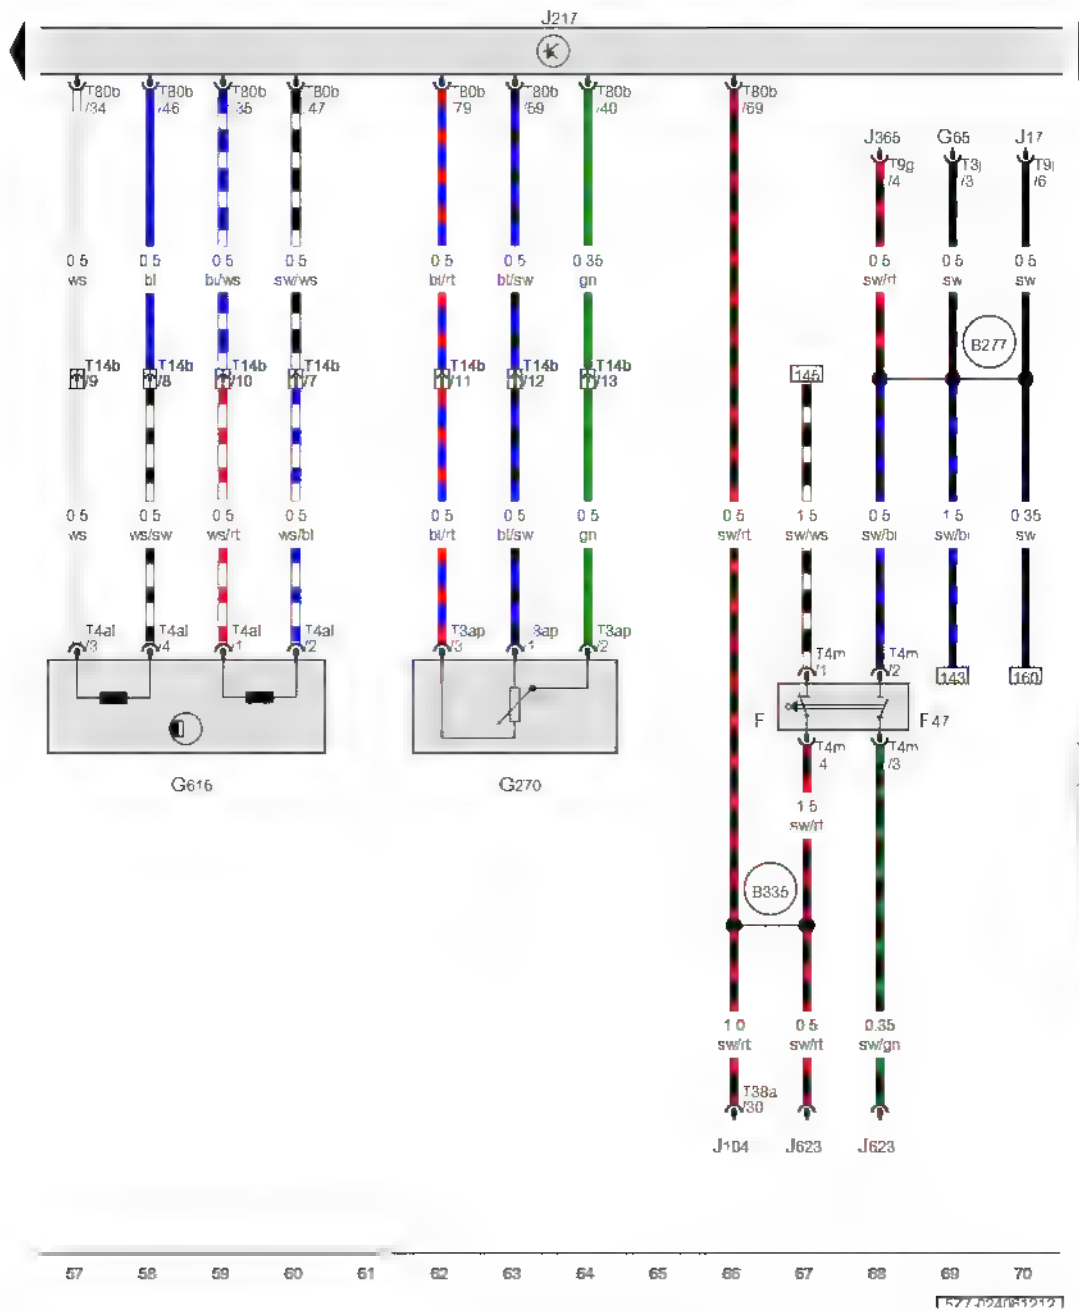 J217
T80b T80b T80b T80b T80b T80b T80b T80b
/34 /46 35 47 79 /59 /40 /69
J365 G65 J17
T9g T3j T9j
/4 /3 /6
0 5 0 5 0 5 0 5 0 5 0 5 0 35 0 5 0 5 0 5
ws bl bl/ws sw/ws bl/rt bl/sw gn sw/rt sw sw
B277
T14b T14b T14b T14b T14b T14b T14b
/9 /8 /10 /7 /11 /12 /13
145
0 5 0 5 0 5 0 5 0 5 0 5 0 5 0 5 1 5 0 5 1 5 0 35
ws ws/sw ws/rt ws/bl bl/rt bl/sw gn sw/rt sw/ws sw/bl sw/bl sw
T4al T4al T4al T4al T3ap 3ap T3ap
/3 4 1 /2 /3 1 /2
T4m T4m
/1 /2
143 160
F F47
T4m T4m
4 /3
G616 G270
1 5
sw/rt
B335
1 0 0 5 0.35
sw/rt sw/rt sw/gn
T38a
/30
J104 J623 J623
57 58 59 60 61 62 63 64 65 66 67 68 69 70